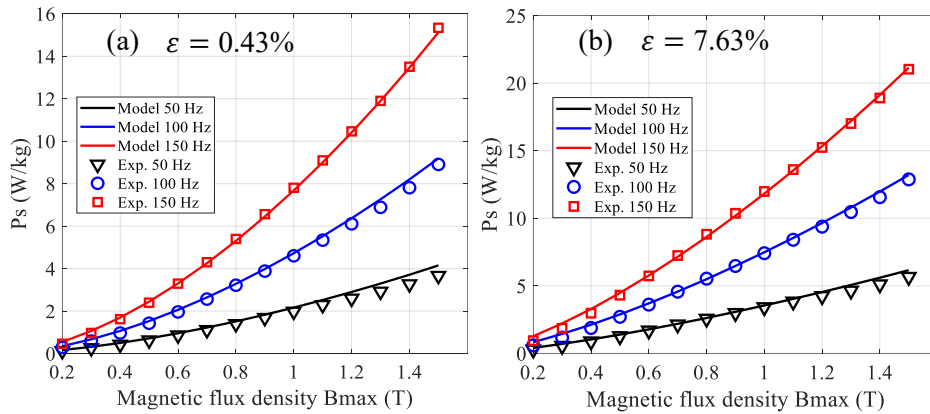 (a) ε = 0.43%
Ps (W/kg)
16
14
12
10
8
6
4
2
0
Model 50 Hz
Model 100 Hz
Model 150 Hz
Exp. 50 Hz
Exp. 100 Hz
Exp. 150 Hz
0.2 0.4 0.6 0.8 1 1.2 1.4
Magnetic flux density Bmax (T)
(b) ε = 7.63%
Ps (W/kg)
25
20
15
10
5
0
Model 50 Hz
Model 100 Hz
Model 150 Hz
Exp. 50 Hz
Exp. 100 Hz
Exp. 150 Hz
0.2 0.4 0.6 0.8 1 1.2 1.4
Magnetic flux density Bmax (T)